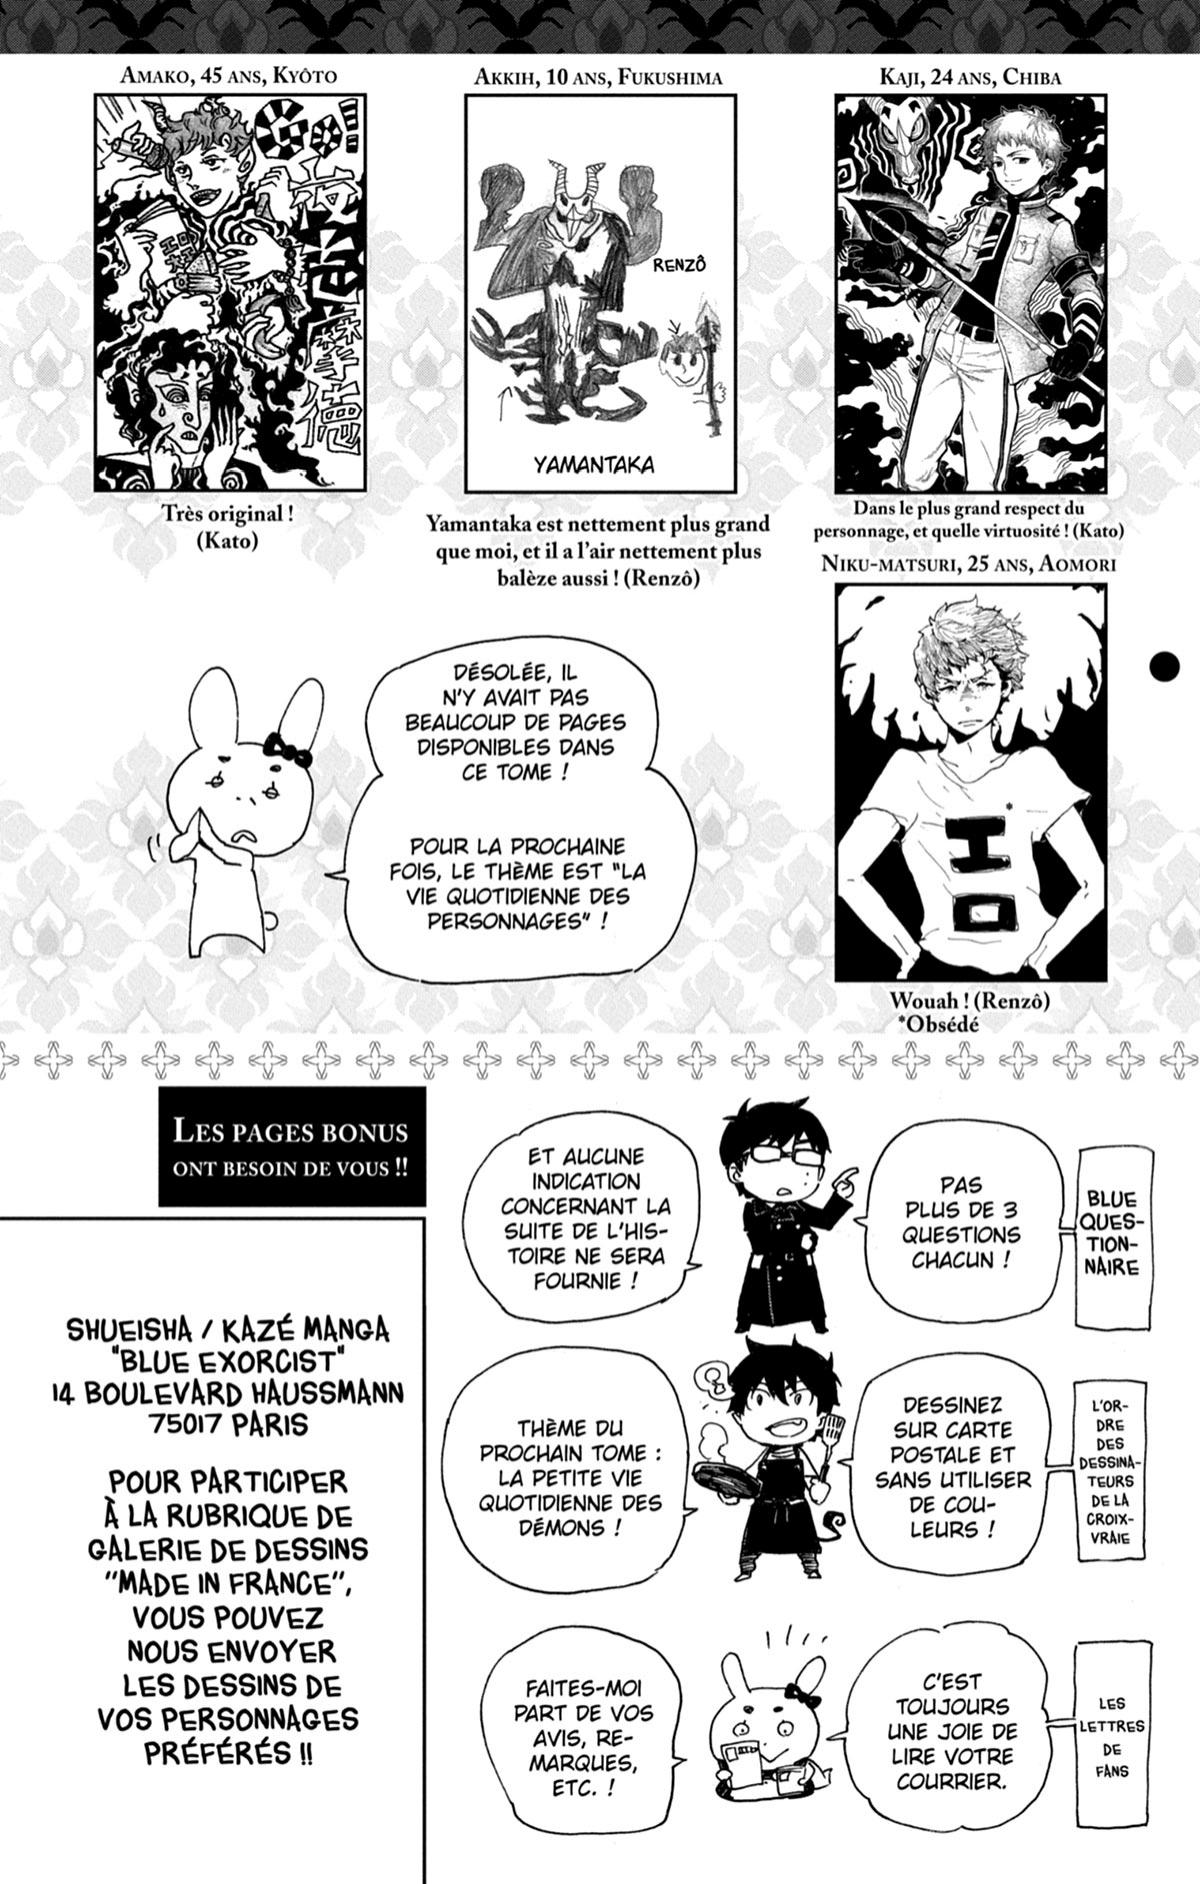 Amako, 45 ans, Kyôto
Go!!
エロ
夜
摩
徳
Très original !
(Kato)
Akkih, 10 ans, Fukushima
RENZÔ
YAMANTAKA
Yamantaka est nettement plus grand
que moi, et il a l'air nettement plus
balèze aussi ! (Renzô)
Kaji, 24 ans, Chiba
Dans le plus grand respect du
personnage, et quelle virtuosité ! (Kato)
Niku-matsuri, 25 ans, Aomori
*
エロ
Wouah ! (Renzô)
*Obsédé
DÉSOLÉE, IL
N'Y AVAIT PAS
BEAUCOUP DE PAGES
DISPONIBLES DANS
CE TOME !
POUR LA PROCHAINE
FOIS, LE THÈME EST "LA
VIE QUOTIDIENNE DES
PERSONNAGES" !
Les pages bonus
ont besoin de vous !!
SHUEISHA / KAZÉ MANGA
"BLUE EXORCIST"
14 BOULEVARD HAUSSMANN
75017 PARIS
POUR PARTICIPER
À LA RUBRIQUE DE
GALERIE DE DESSINS
"MADE IN FRANCE",
VOUS POUVEZ
NOUS ENVOYER
LES DESSINS DE
VOS PERSONNAGES
PRÉFÉRÉS !!
BLUE
QUES-
TION-
NAIRE
PAS
PLUS DE 3
QUESTIONS
CHACUN !
ET AUCUNE
INDICATION
CONCERNANT LA
SUITE DE L'HIS-
TOIRE NE SERA
FOURNIE !
L'OR-
DRE
DES
DESSINA-
TEURS
DE LA
CROIX-
VRAIE
DESSINEZ
SUR CARTE
POSTALE ET
SANS UTILISER
DE COU-
LEURS !
THÈME DU
PROCHAIN TOME :
LA PETITE VIE
QUOTIDIENNE DES
DÉMONS !
LES
LETTRES
DE
FANS
C'EST
TOUJOURS
UNE JOIE DE
LIRE VOTRE
COURRIER.
FAITES-MOI
PART DE VOS
AVIS, RE-
MARQUES,
ETC. !